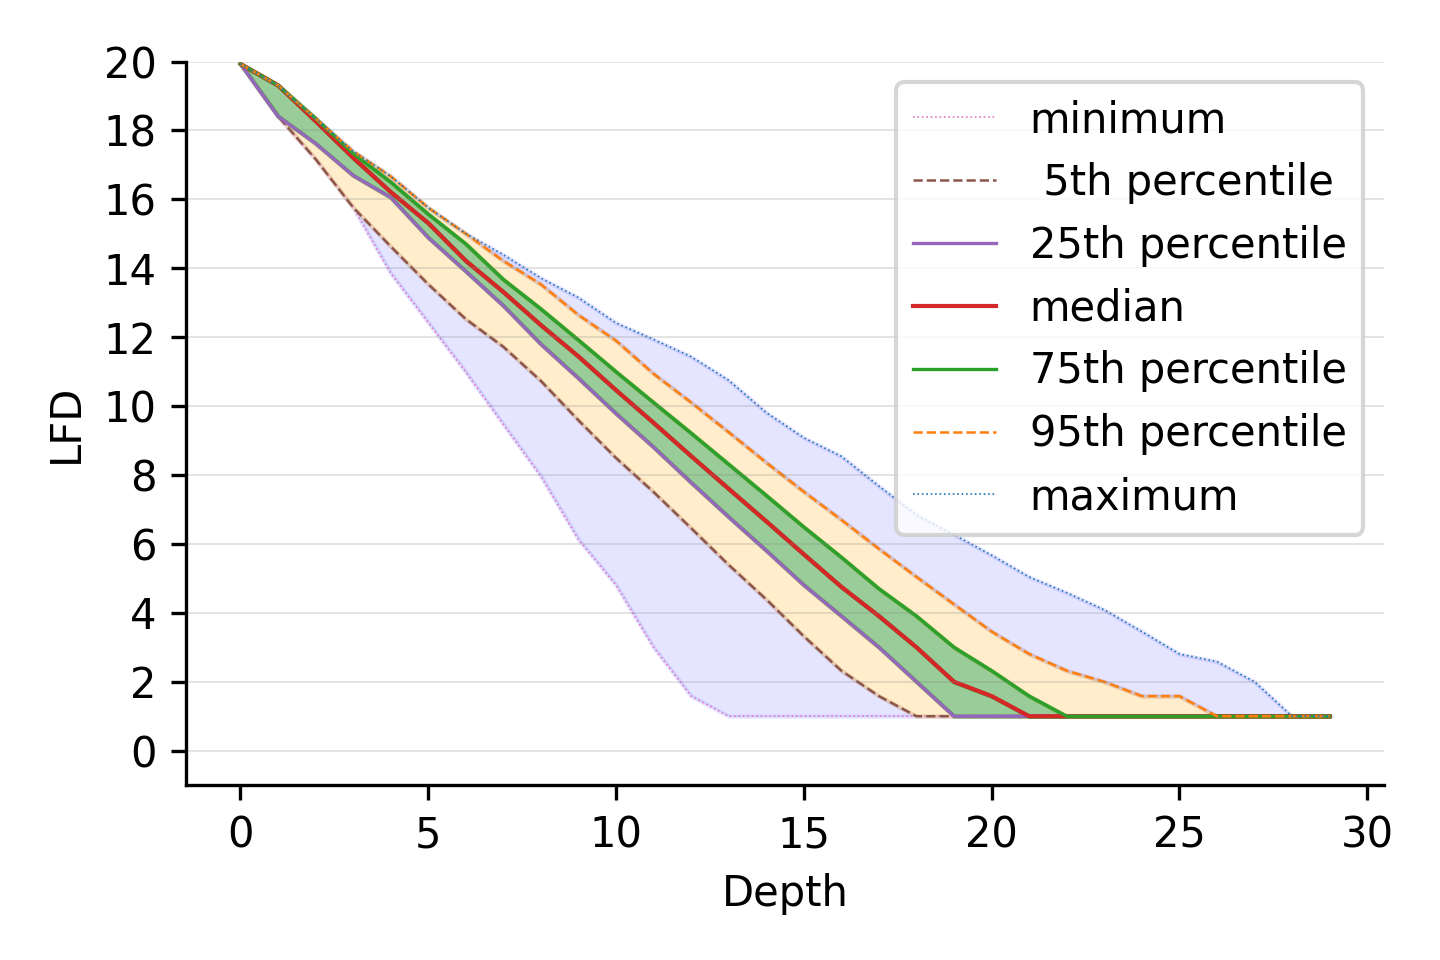 20
18
16
14
12
10
8
6
4
2
0
LFD
minimum
5th percentile
25th percentile
median
75th percentile
95th percentile
maximum
0 5 10 15 20 25 30
Depth